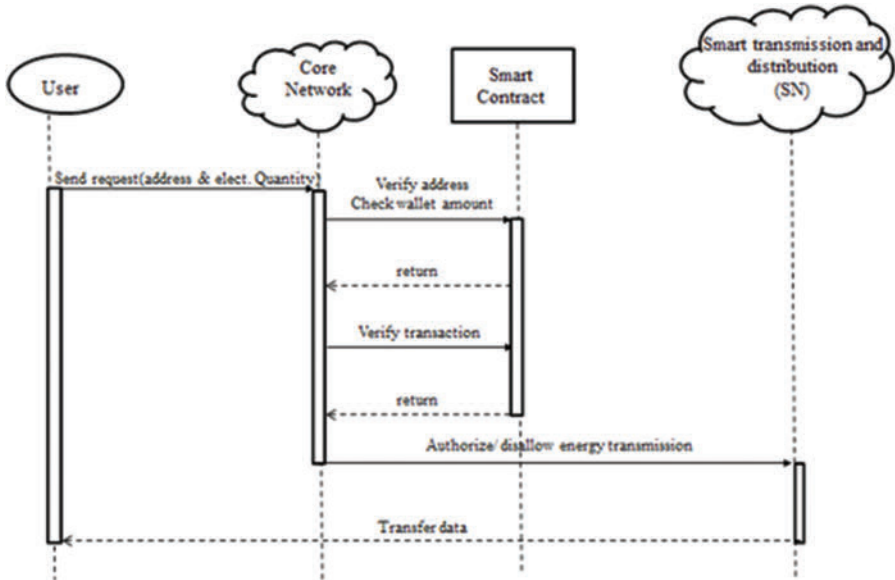 User
Core
Network
Smart
Contract
Smart transmission and
distribution
(SN)
Send request(address & elect. Quantity)
Verify address
Check wallet amount
return
Verify transaction
return
Authorize/ disallow energy transmission
Transfer data